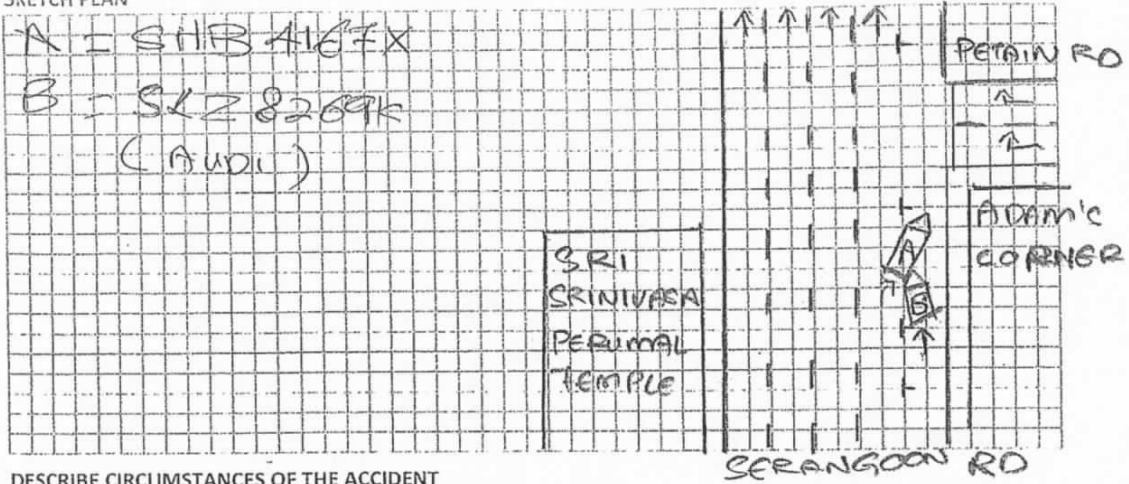 SKETCH PLAN
A = SHB 4167X
B = SLZ 8269K
(AUDI)
PETAIN RD
ADAM'S
CORNER
A
B
SRI
SRINIVASA
PERUMAL
TEMPLE
SERANGOON RD
DESCRIBE CIRCUMSTANCES OF THE ACCIDENT